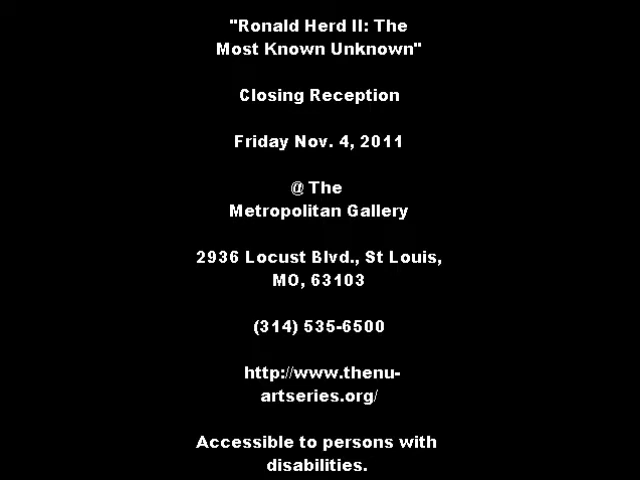 "Ronald Herd II: The
Most Known Unknown"
Closing Reception
Friday Nov. 4, 2011
@ The
Metropolitan Gallery
2936 Locust Blvd., St Louis,
MO, 63103
(314) 535-6500
http://www.thenu-
artseries.org/
Accessible to persons with
disabilities.